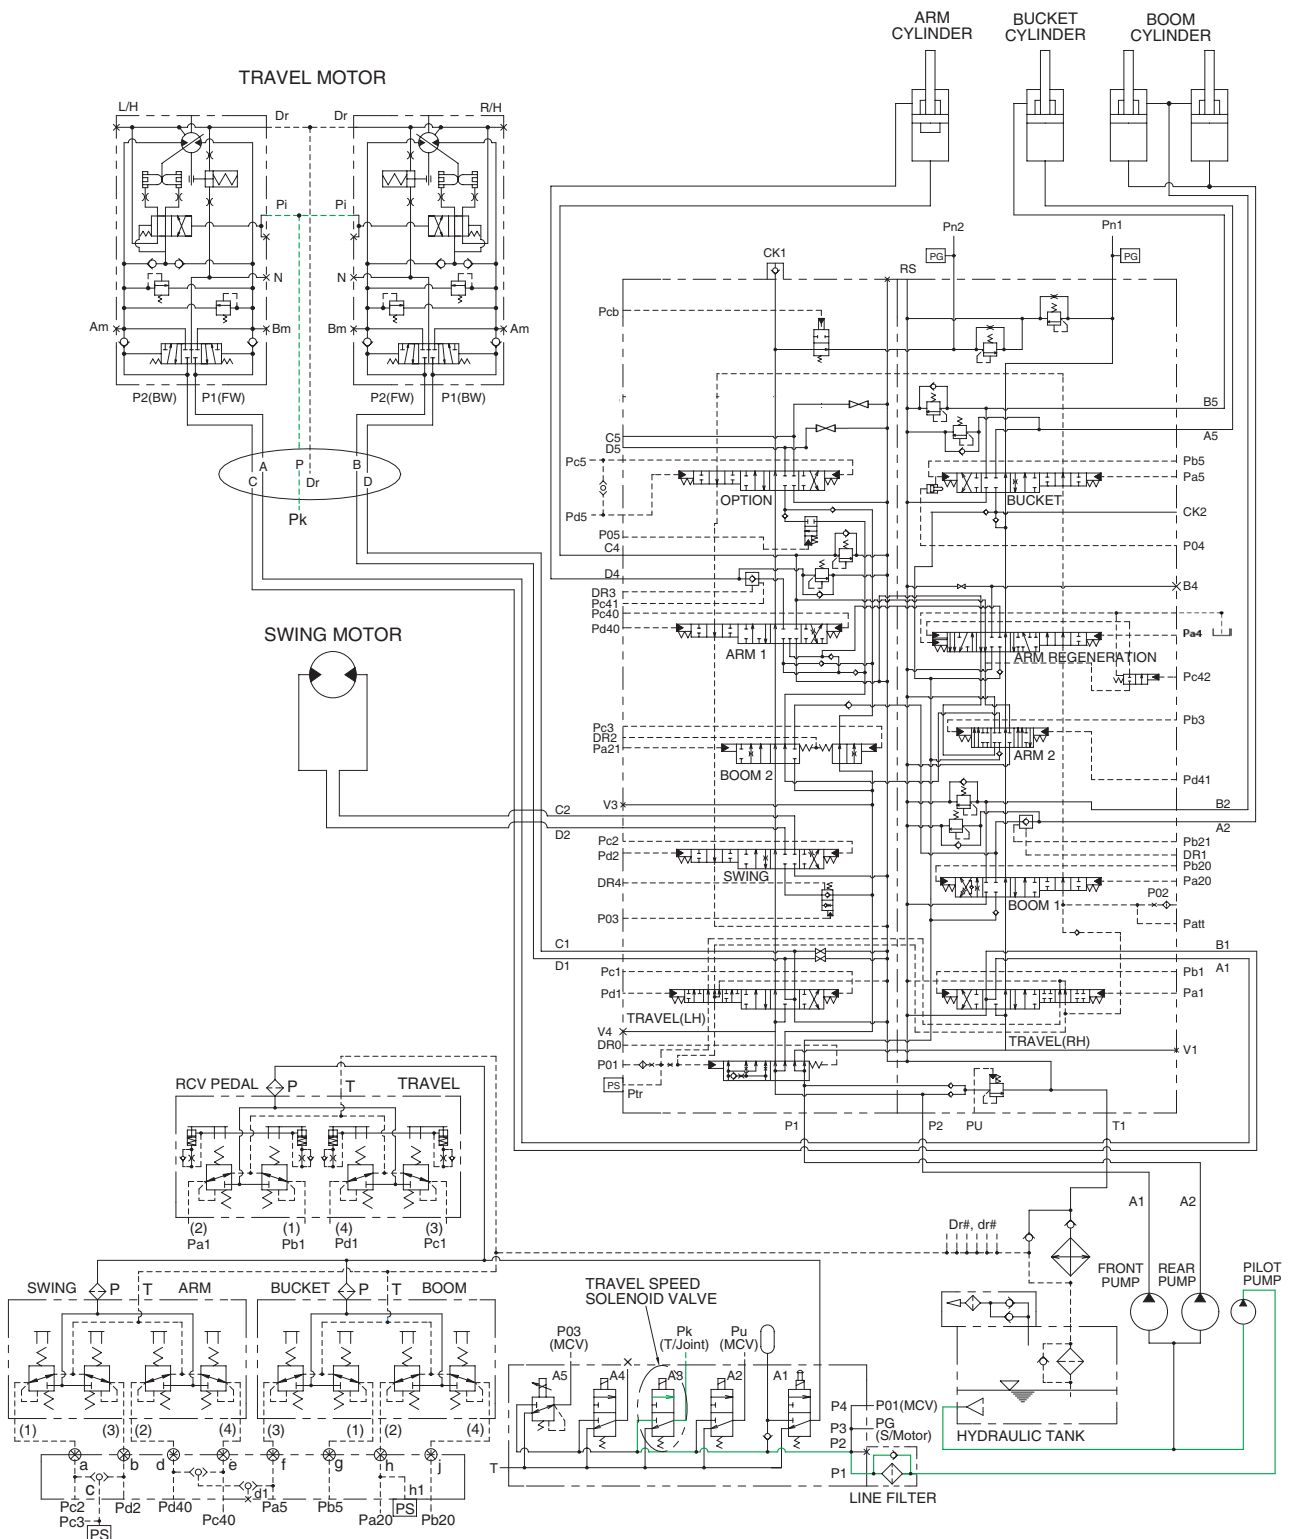 ARM
CYLINDER
BUCKET
CYLINDER
BOOM
CYLINDER
TRAVEL MOTOR
L/H
Dr
Dr
R/H
Pi
Pi
N
N
Am
Bm
Bm
Am
P2(BW)
P1(FW)
P2(FW)
P1(BW)
A
P
B
C
Dr
D
Pk
Pn2
Pn1
PG
PG
CK1
RS
Pcb
B5
A5
C5
D5
Pc5
Pb5
Pa5
OPTION
BUCKET
Pd5
CK2
P05
C4
P04
D4
B4
DR3
Pc41
Pc40
Pd40
Pa4
ARM 1
ARM REGENERATION
Pc42
SWING MOTOR
Pc3
DR2
Pa21
Pb3
BOOM 2
ARM 2
Pd41
V3
C2
B2
D2
A2
Pc2
Pd2
Pb21
DR1
Pb20
SWING
Pa20
DR4
BOOM 1
P02
P03
Patt
C1
B1
D1
A1
Pc1
Pb1
Pd1
Pa1
TRAVEL(LH)
V4
TRAVEL(RH)
DR0
V1
P01
PS
Ptr
P1
P2
PU
T1
RCV PEDAL
P
T
TRAVEL
(2)
(1)
(4)
(3)
Pa1
Pb1
Pd1
Pc1
A1
A2
Dr#, dr#
FRONT
PUMP
REAR
PUMP
PILOT
PUMP
SWING
P
T
ARM
BUCKET
P
T
BOOM
TRAVEL SPEED
SOLENOID VALVE
P03
(MCV)
Pk
(T/Joint)
Pu
(MCV)
A5
A4
A3
A2
A1
P4
P01(MCV)
P3
PG
(S/Motor)
P2
P1
T
LINE FILTER
HYDRAULIC TANK
(1)
(3)
(2)
(4)
(3)
(1)
(2)
(4)
a
b
d
e
f
g
h
j
c
d1
h1
Pc2
Pd2
Pd40
Pc40
Pa5
Pb5
Pa20
PS
Pb20
Pc3
PS